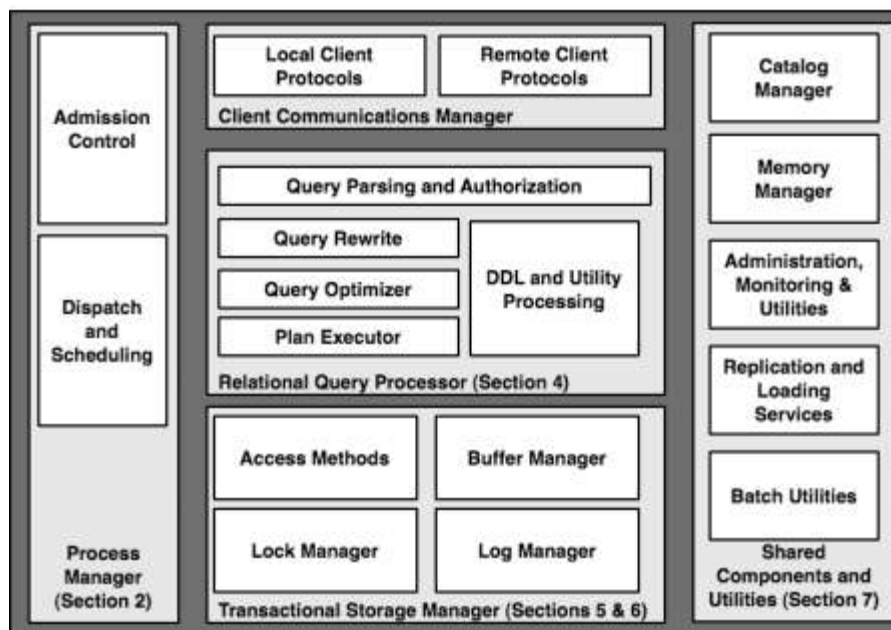 Admission
Control
Dispatch
and
Scheduling
Process
Manager
(Section 2)
Local Client
Protocols
Remote Client
Protocols
Client Communications Manager
Query Parsing and Authorization
Query Rewrite
Query Optimizer
Plan Executor
DDL and Utility
Processing
Relational Query Processor (Section 4)
Access Methods
Buffer Manager
Lock Manager
Log Manager
Transactional Storage Manager (Sections 5 & 6)
Catalog
Manager
Memory
Manager
Administration,
Monitoring &
Utilities
Replication and
Loading
Services
Batch Utilities
Shared
Components and
Utilities (Section 7)